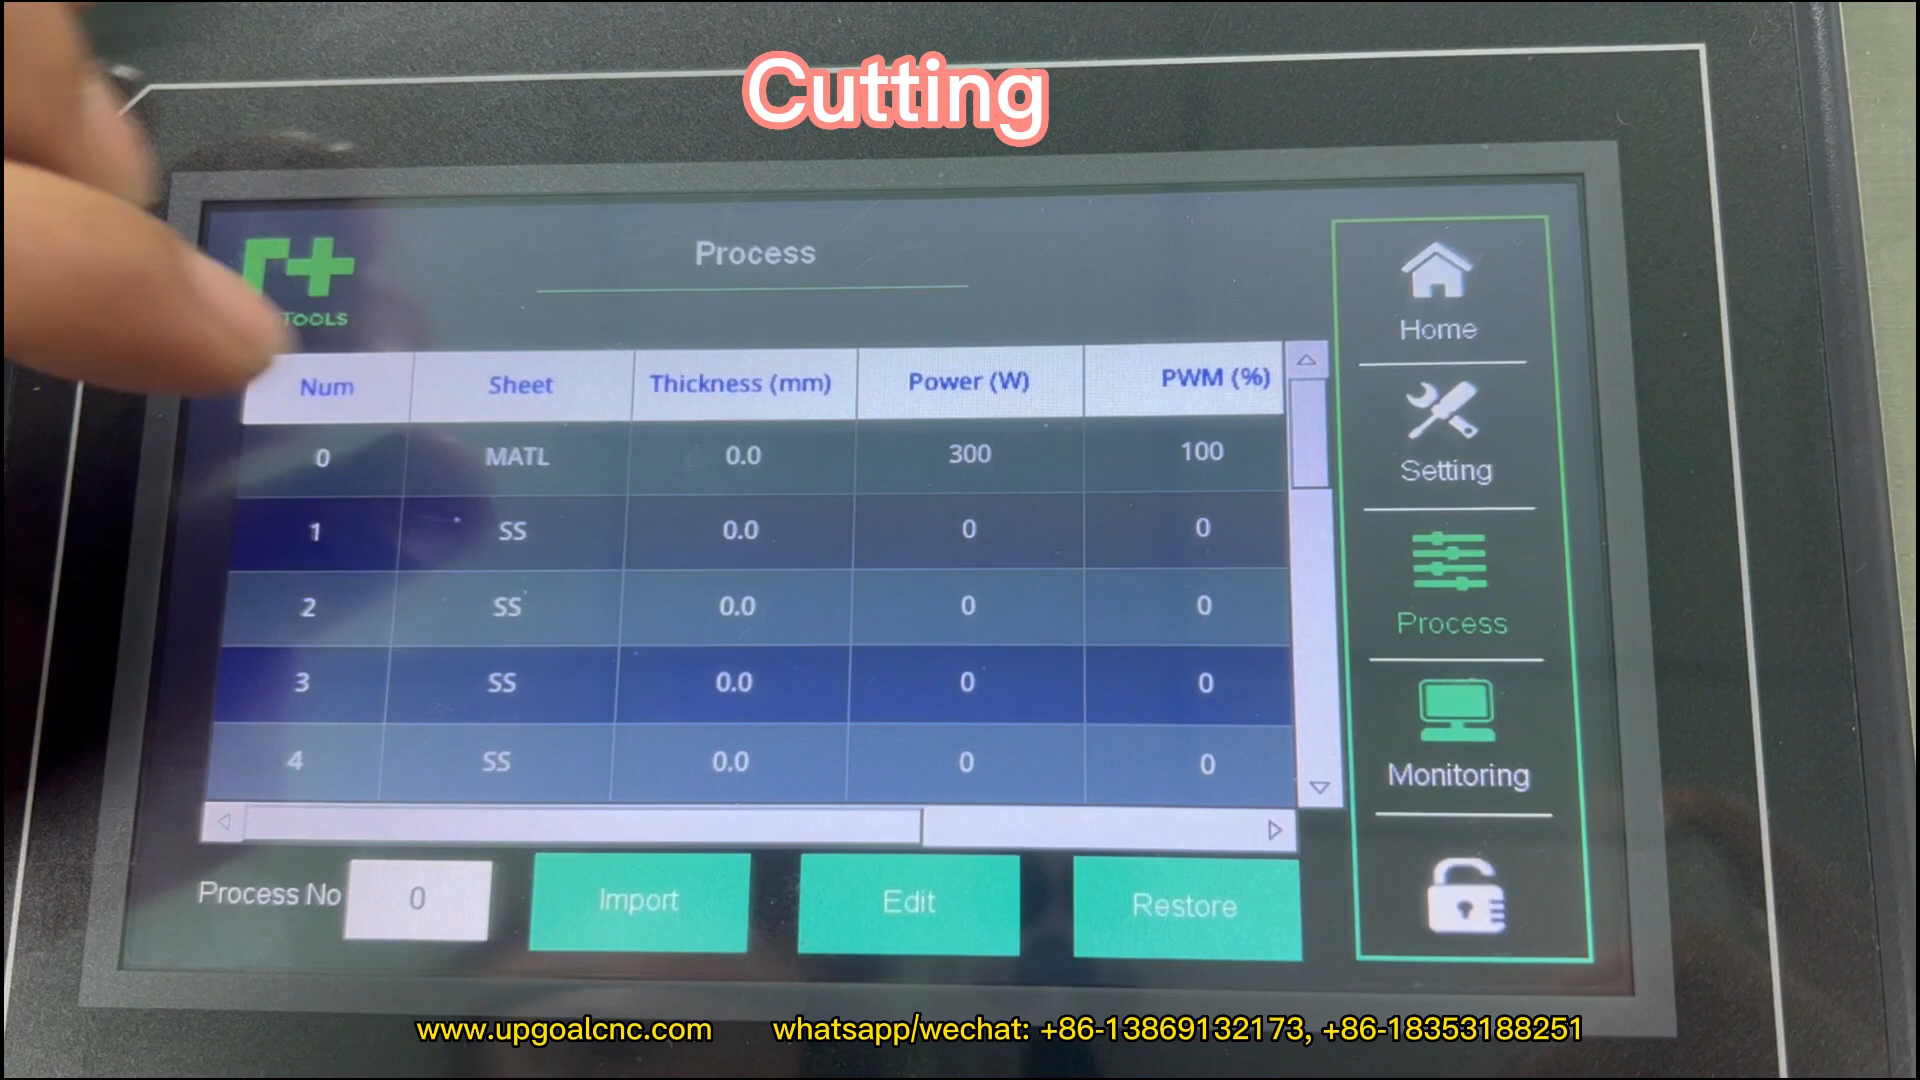 Cutting
Process
TOOLS
Num Sheet Thickness (mm) Power (W) PWM (%)
0 MATL 0.0 300 100
1 SS 0.0 0 0
2 SS 0.0 0 0
3 SS 0.0 0 0
4 SS 0.0 0 0
Process No 0 Import Edit Restore
Home
Setting
Process
Monitoring
www.upgoalcnc.com whatsapp/wechat: +86-13869132173, +86-18353188251